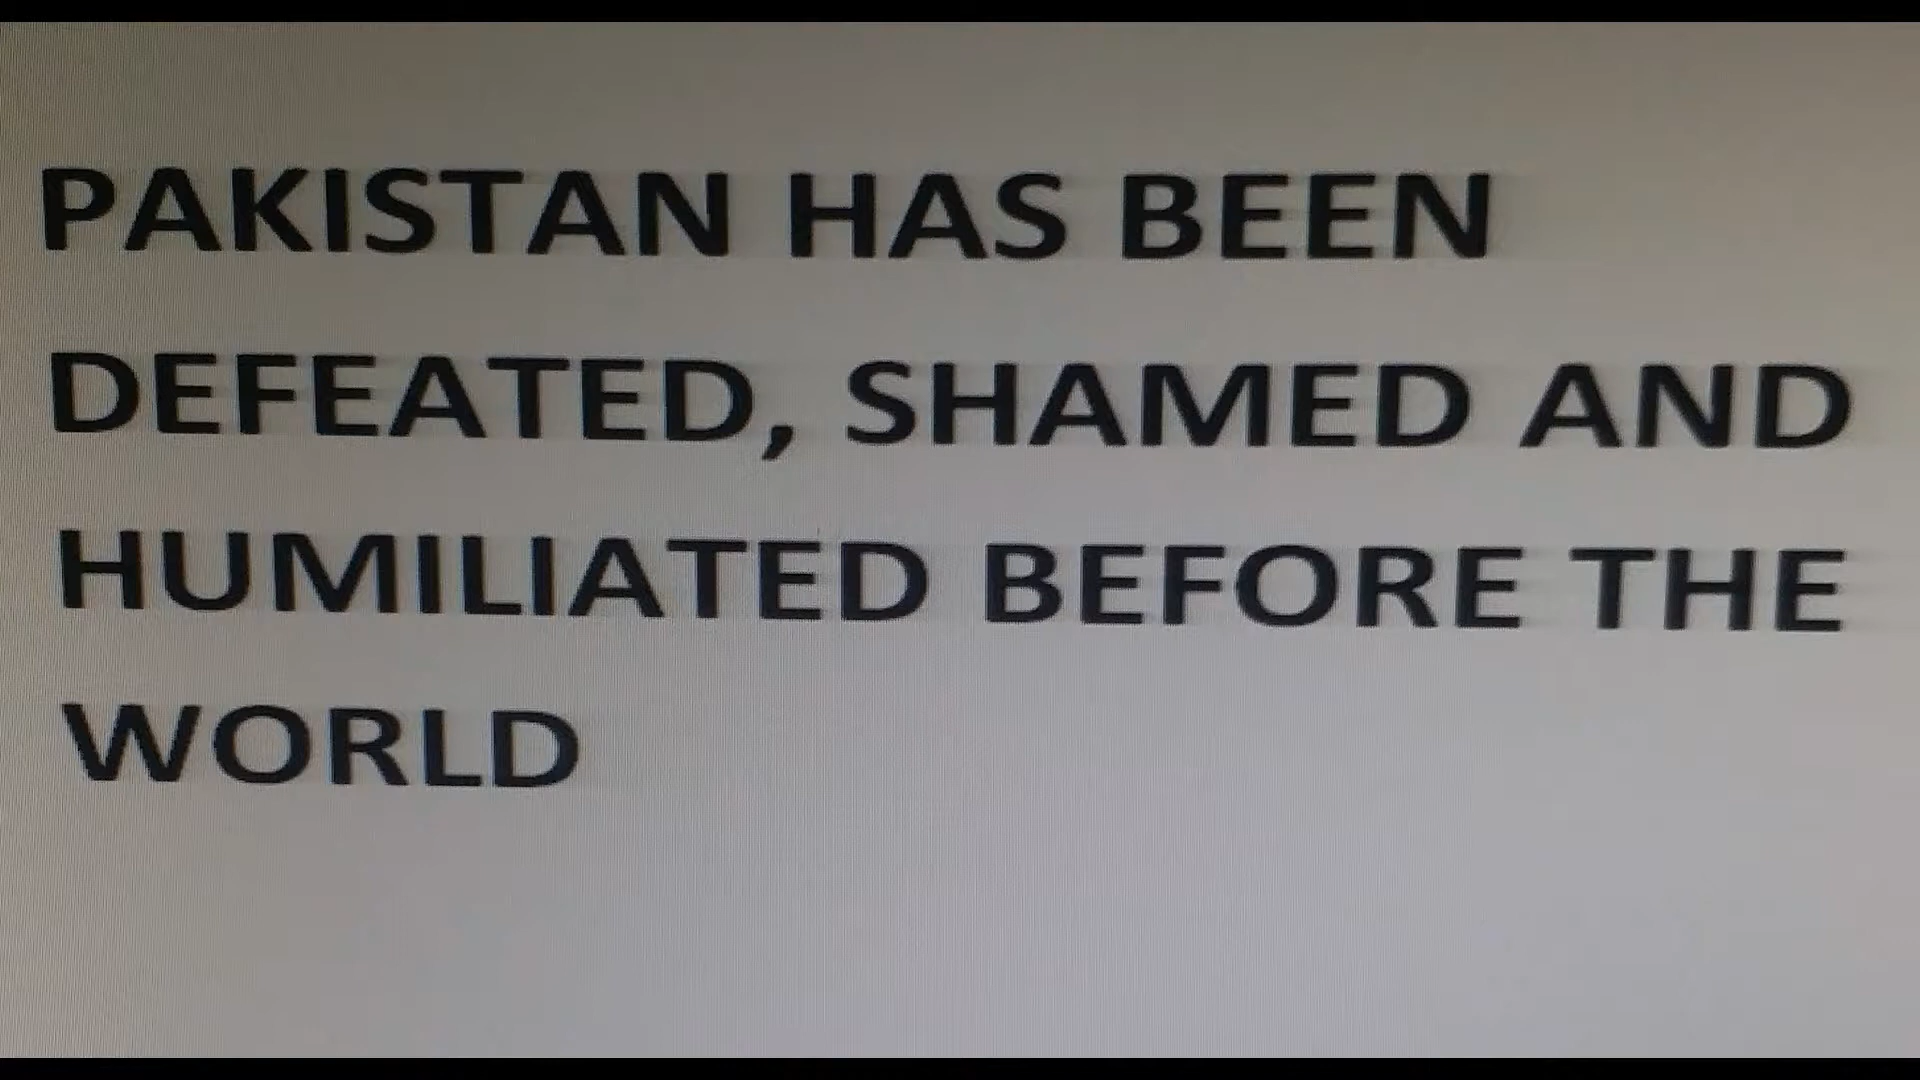 PAKISTAN HAS BEEN
DEFEATED, SHAMED AND
HUMILIATED BEFORE THE
WORLD